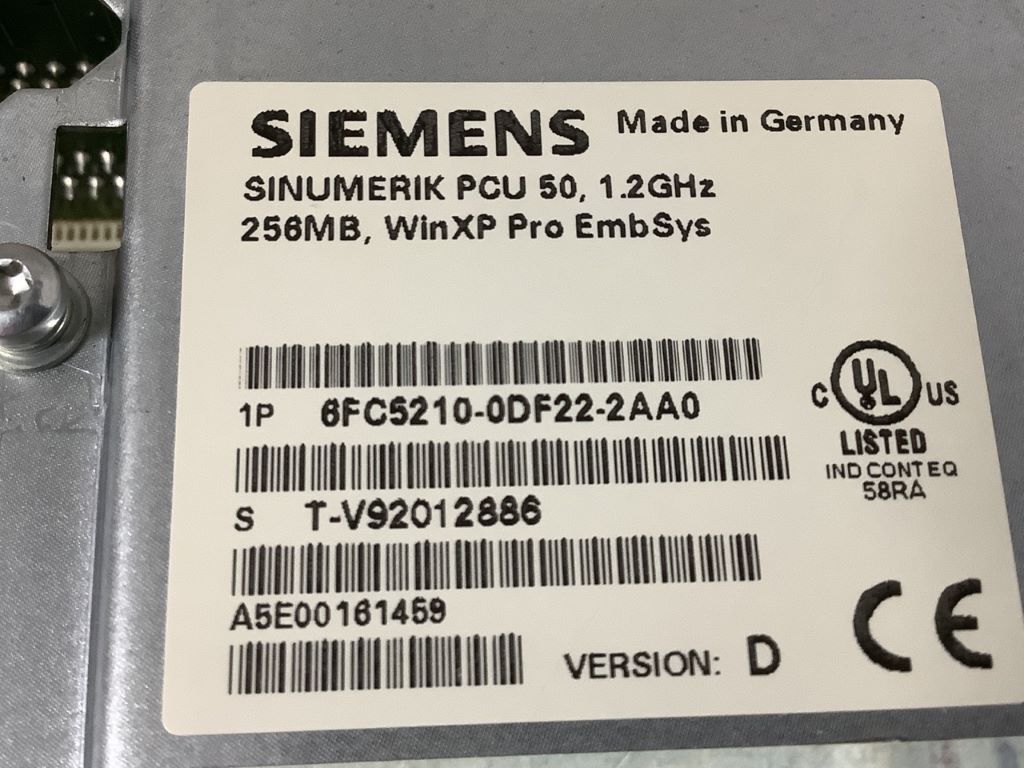 SIEMENS Made in Germany
SINUMERIK PCU 50, 1.2GHz
256MB, WinXP Pro EmbSys
1P 6FC5210-0DF22-2AA0
C UL US
LISTED
IND CONT EQ
58RA
S T-V92012886
A5E00161459
VERSION: D
CE